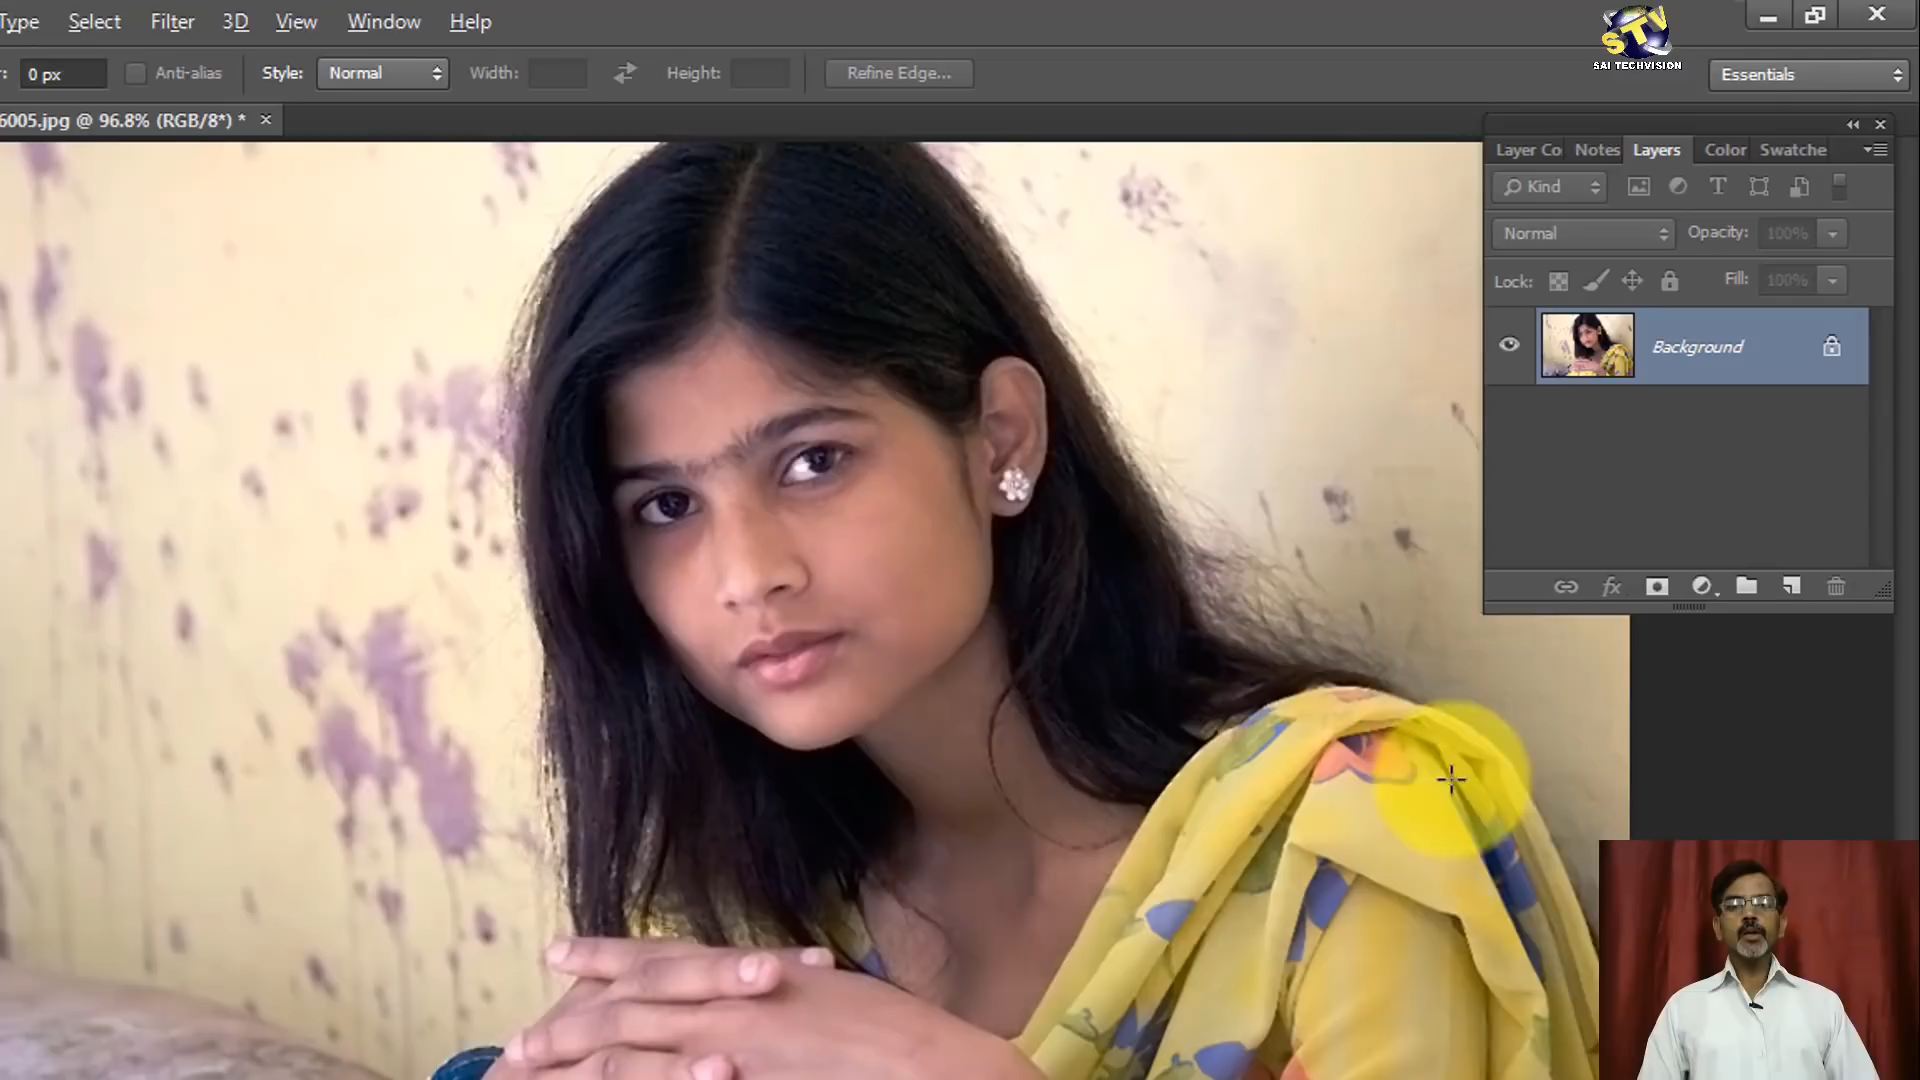 Type Select Filter 3D View Window Help
STV
SAI TECHVISION
: 0 px Anti-alias Style: Normal Width: Height: Refine Edge... Essentials
6005.jpg @ 96.8% (RGB/8*) * ×
Layer Co Notes Layers Color Swatche
Kind
Normal Opacity: 100%
Lock: Fill: 100%
Background
fx